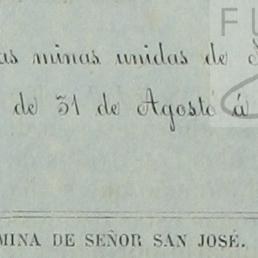 as minas unidas de
de 31 de Agosto á
MINA DE SEÑOR SAN JOSÉ.